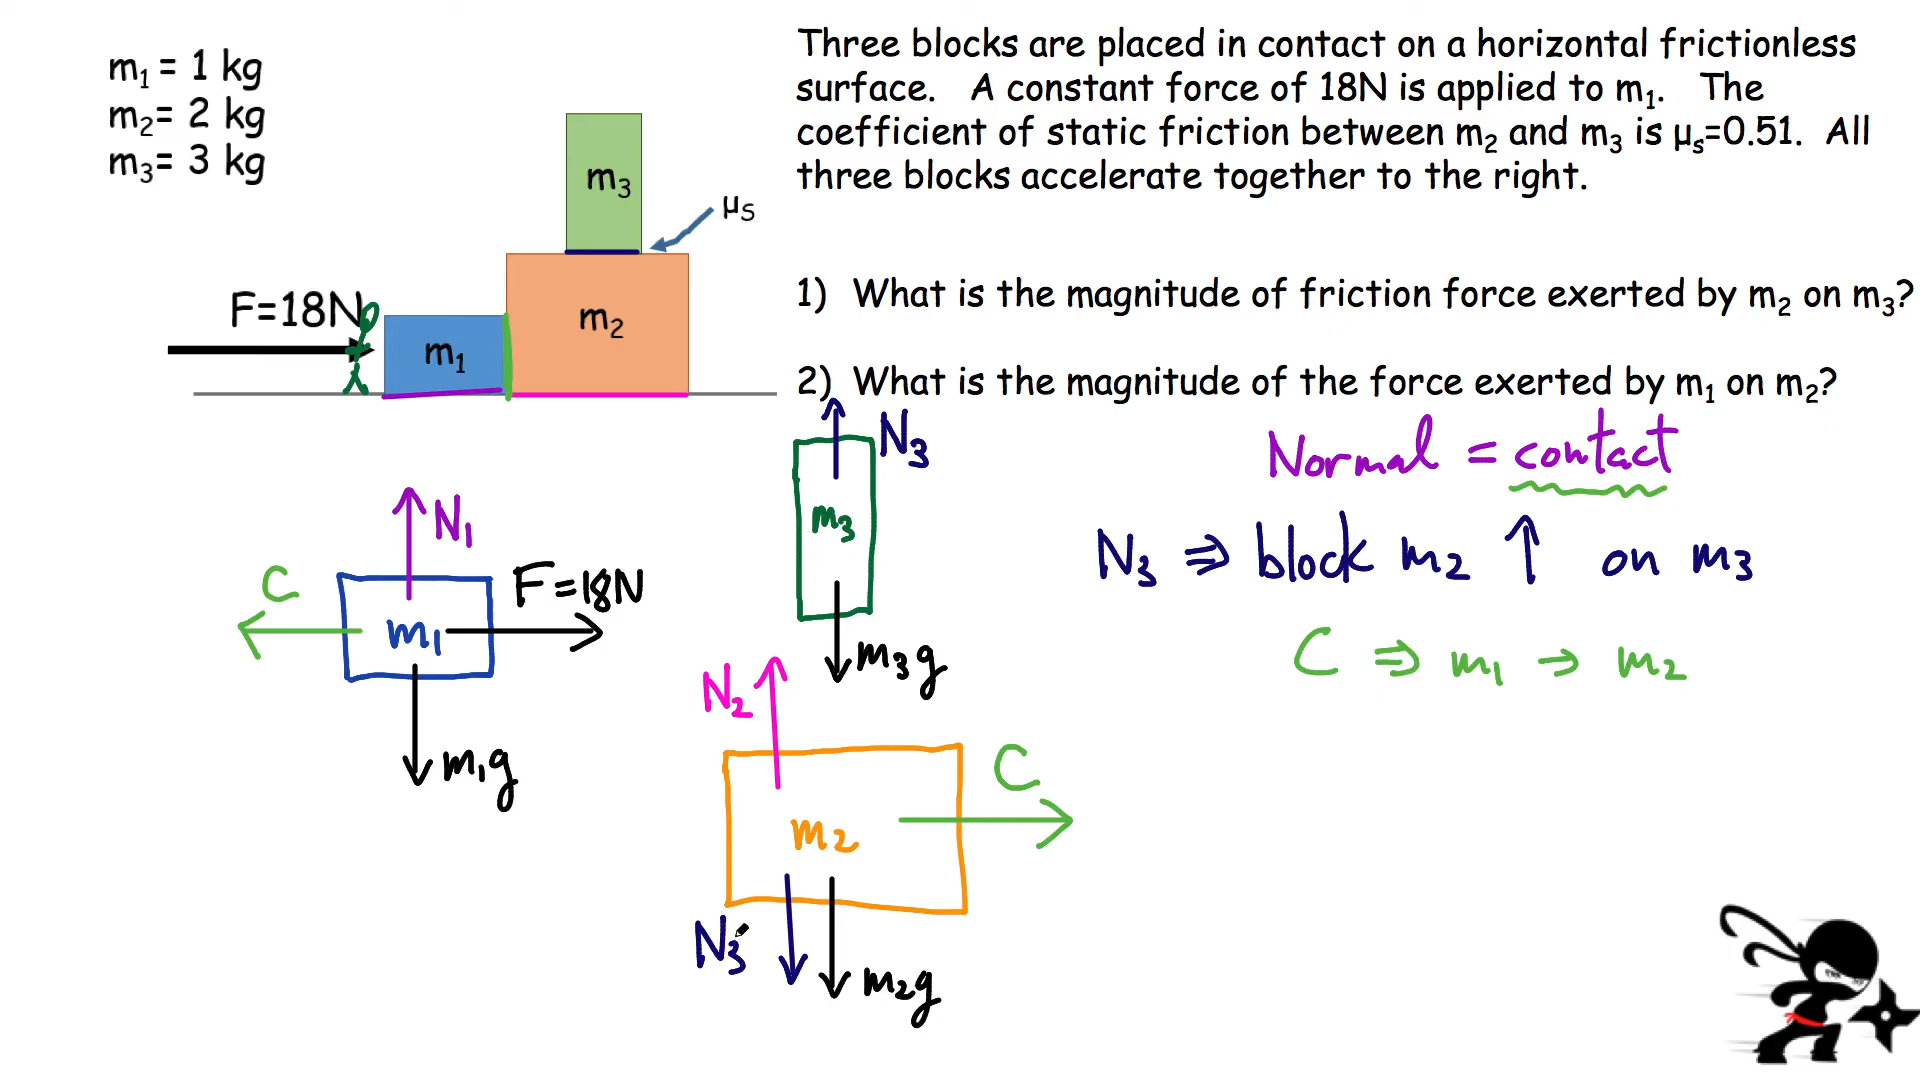 m₁ = 1 kg
m₂= 2 kg
m₃= 3 kg
Three blocks are placed in contact on a horizontal frictionless
surface. A constant force of 18N is applied to m₁. The
coefficient of static friction between m₂ and m₃ is μₛ=0.51. All
three blocks accelerate together to the right.
m₃
μₛ
F=18N
m₁
m₂
1) What is the magnitude of friction force exerted by m₂ on m₃?
2) What is the magnitude of the force exerted by m₁ on m₂?
Normal = contact
N₃ ⇒ block m₂ ↑ on m₃
C ⇒ m₁ → m₂
N₁
C
F=18N
m₁
m₁g
N₃
m₃
m₃g
N₂
C
m₂
N₃
m₂g